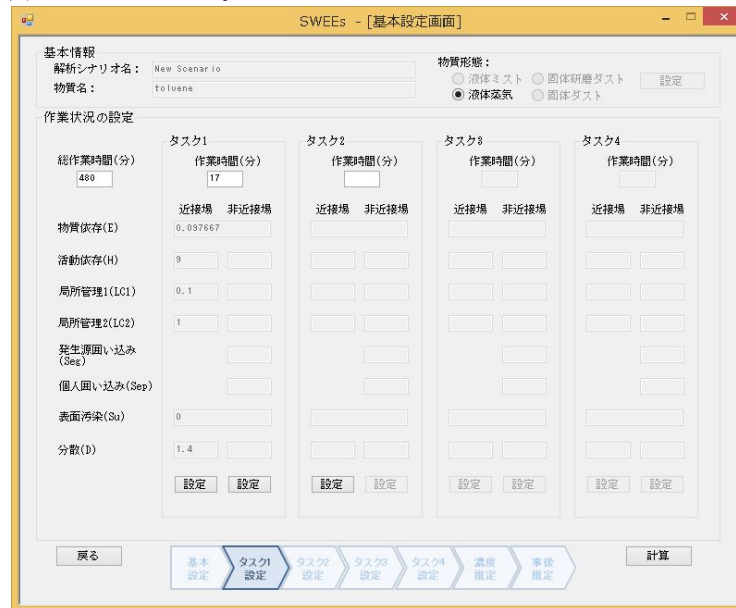 SWEEs - [基本設定画面]
基本情報
解析シナリオ名： New Scenario
物質名： toluene
物質形態：
液体ミスト 固体研磨ダスト 設定
液体蒸気 固体ダスト
作業状況の設定
タスク1 タスク2 タスク3 タスク4
総作業時間(分) 作業時間(分) 作業時間(分) 作業時間(分) 作業時間(分)
480 17
近接場 非近接場 近接場 非近接場 近接場 非近接場 近接場 非近接場
物質依存(E) 0.097667
活動依存(H) 9
局所管理1(LC1) 0.1
局所管理2(LC2) 1
発生源囲い込み
(Seg)
個人囲い込み(Sep)
表面汚染(Su) 0
分散(D) 1.4
設定 設定 設定 設定 設定 設定 設定 設定
戻る 基本 タスク1 タスク2 タスク3 タスク4 濃度 事後 計算
設定 設定 設定 設定 設定 推定 推定